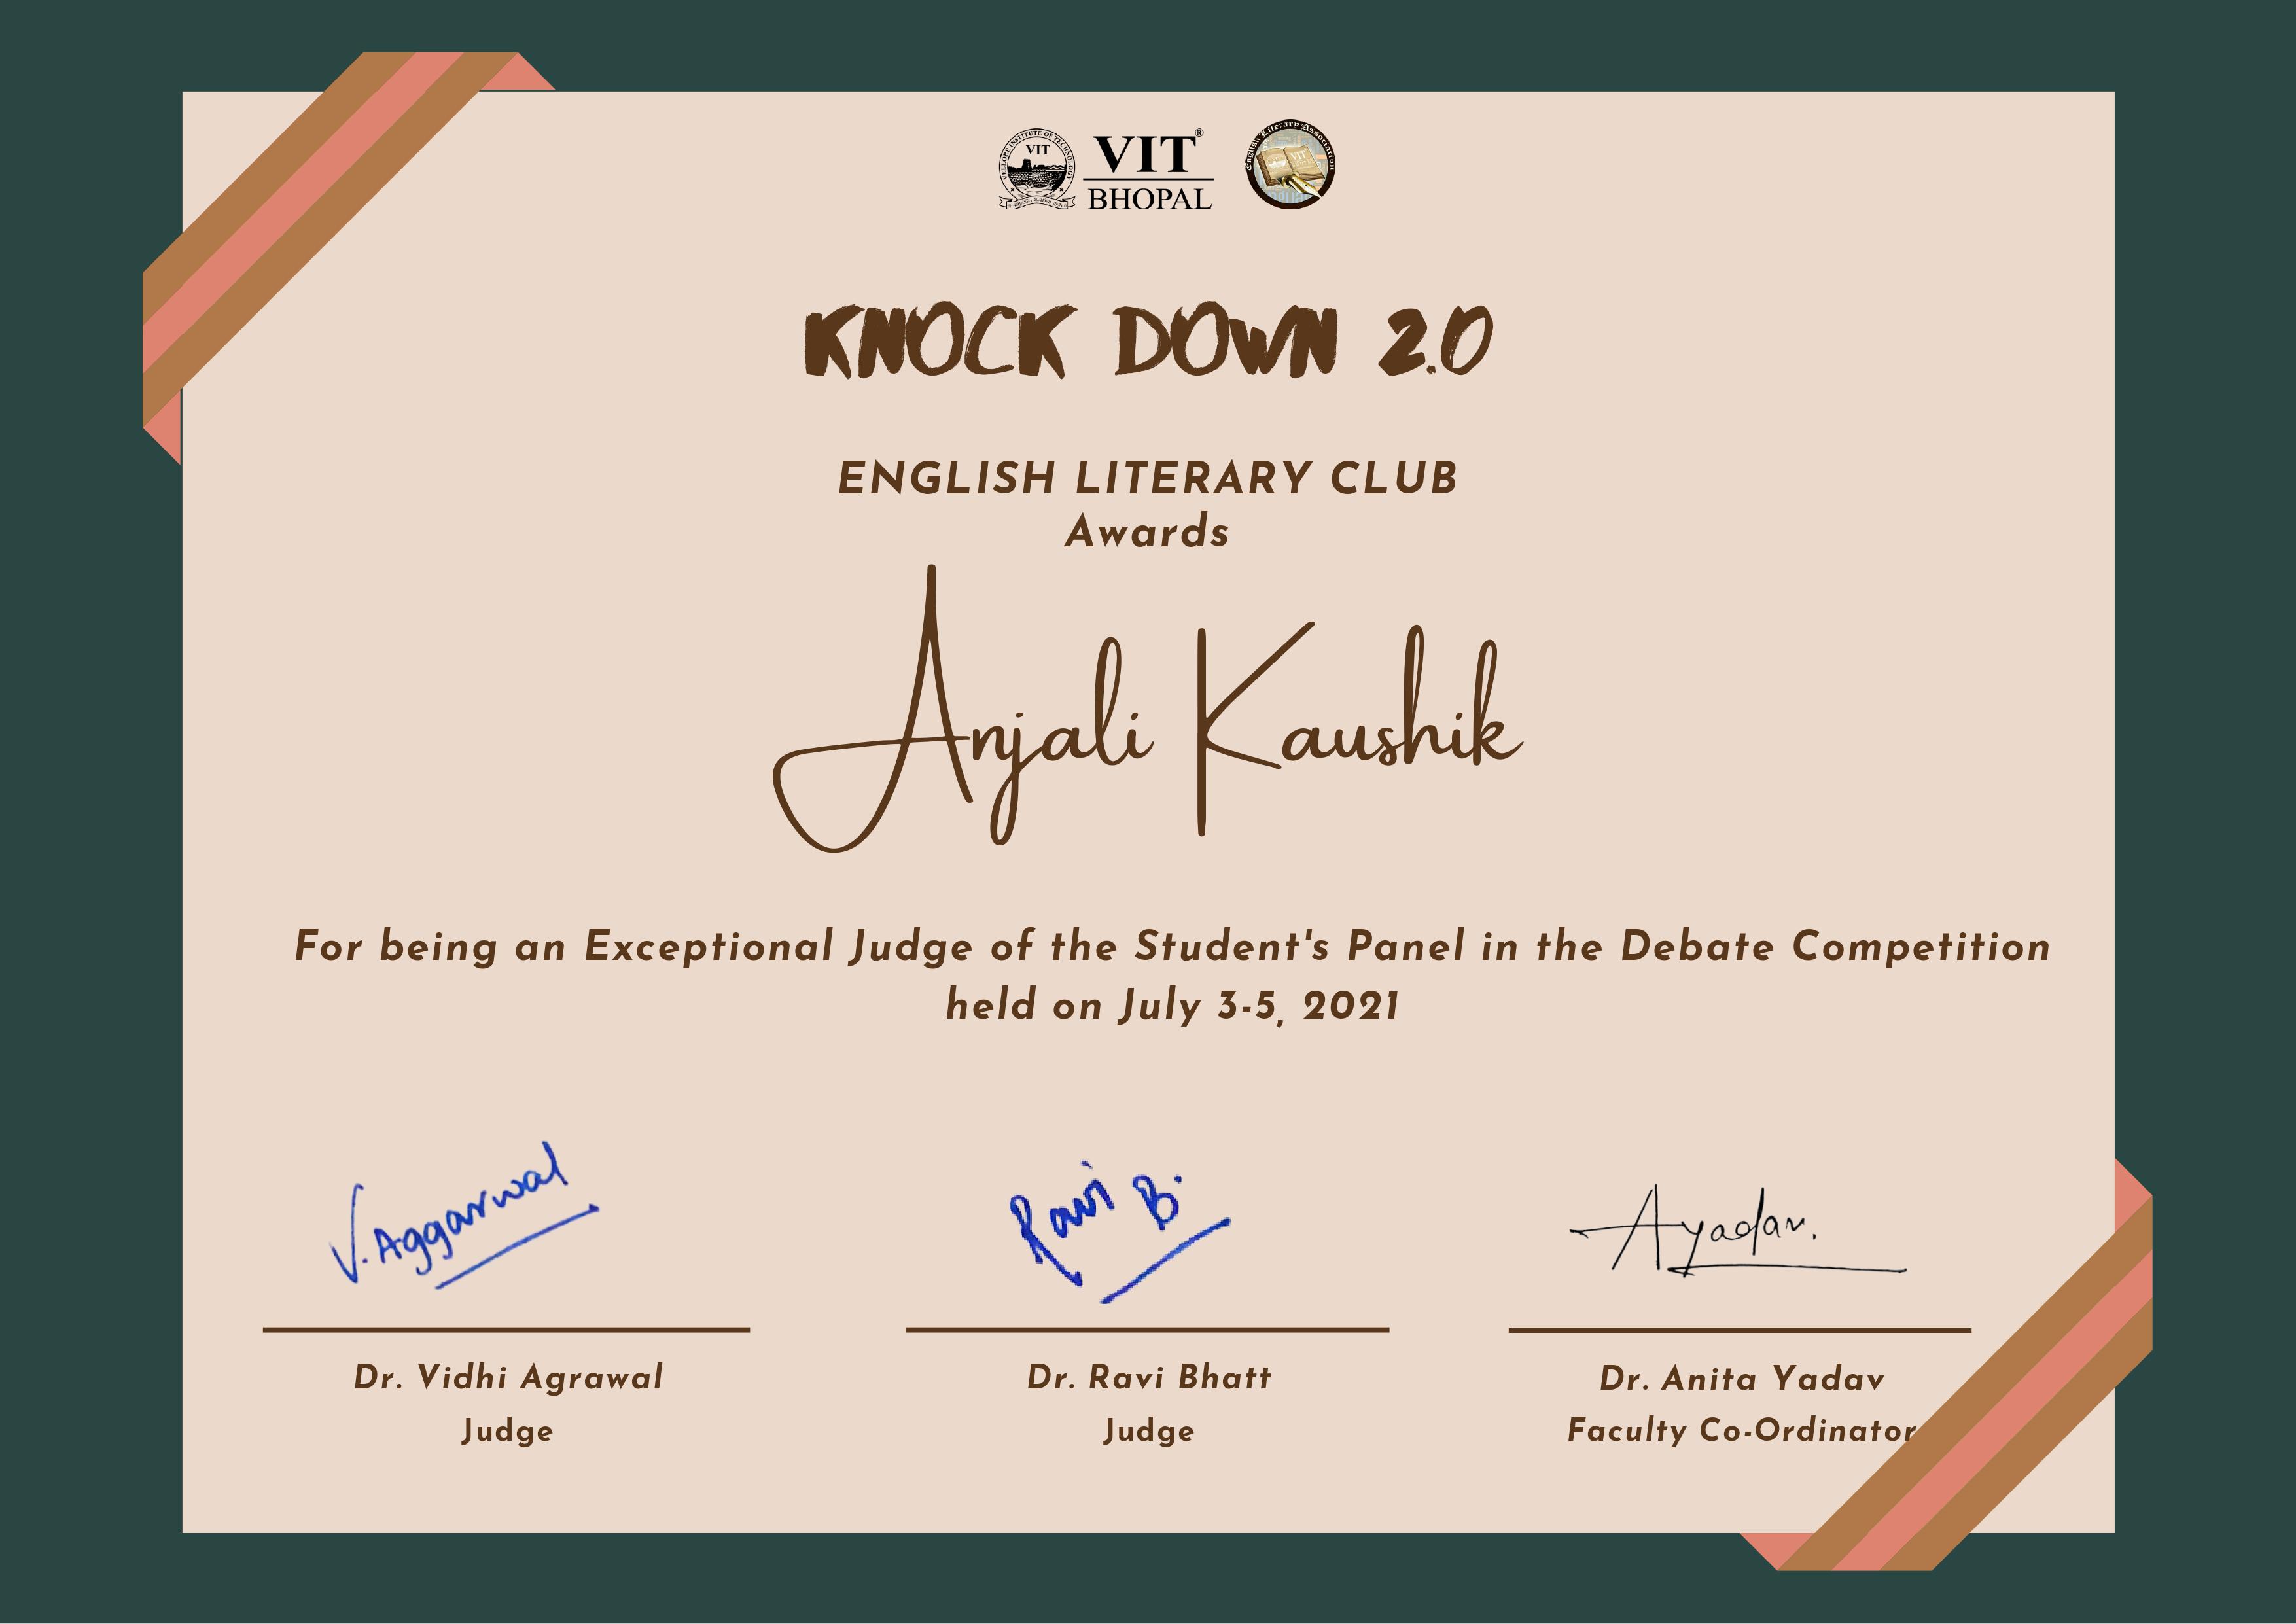 VELLORE INSTITUTE OF TECHNOLOGY
VIT
VIT®
BHOPAL
English Literary Association
KNOCK DOWN 2.0
ENGLISH LITERARY CLUB
Awards
Anjali Kaushik
For being an Exceptional Judge of the Student's Panel in the Debate Competition
held on July 3-5, 2021
V. Aggarwal
Ravi B.
Ayadav.
Dr. Vidhi Agrawal
Dr. Ravi Bhatt
Dr. Anita Yadav
Judge
Judge
Faculty Co-Ordinator